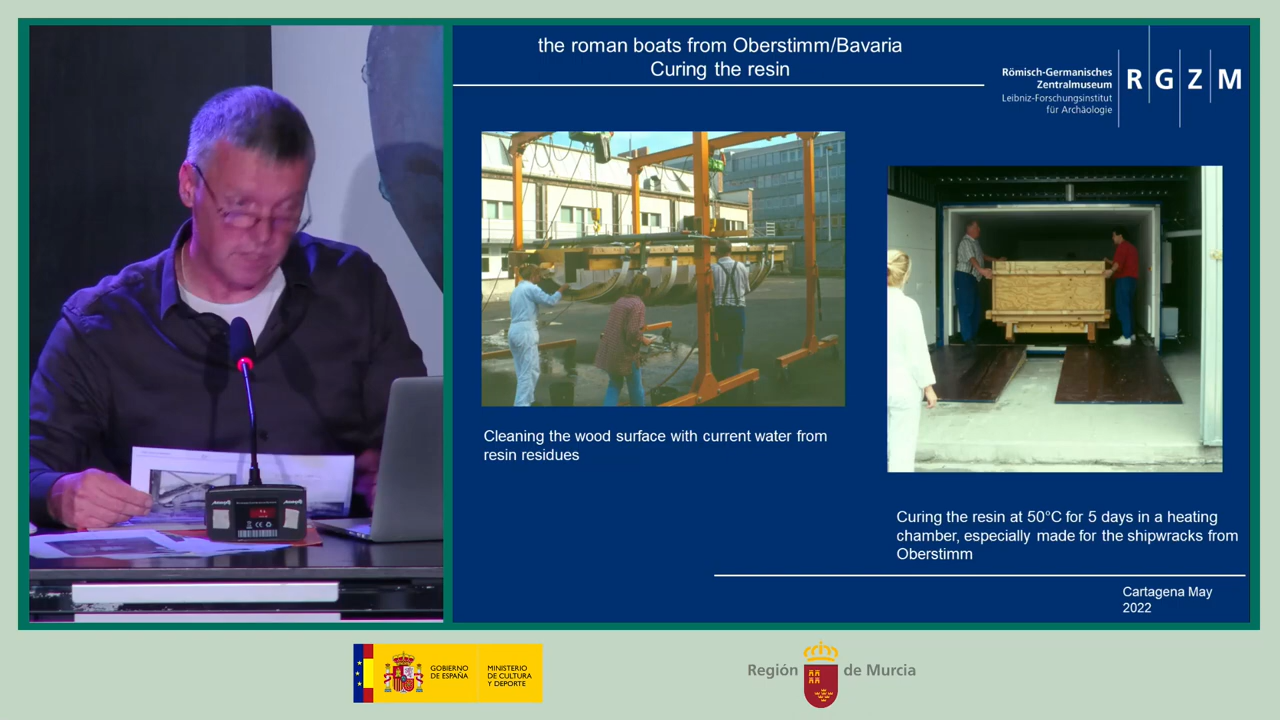 the roman boats from Oberstimm/Bavaria
Curing the resin
Römisch-Germanisches
Zentralmuseum
Leibniz-Forschungsinstitut
für Archäologie
R G Z M
Cleaning the wood surface with current water from
resin residues
Curing the resin at 50°C for 5 days in a heating
chamber, especially made for the shipwracks from
Oberstimm
Cartagena May
2022
GOBIERNO
DE ESPAÑA
MINISTERIO
DE CULTURA
Y DEPORTE
Región de Murcia